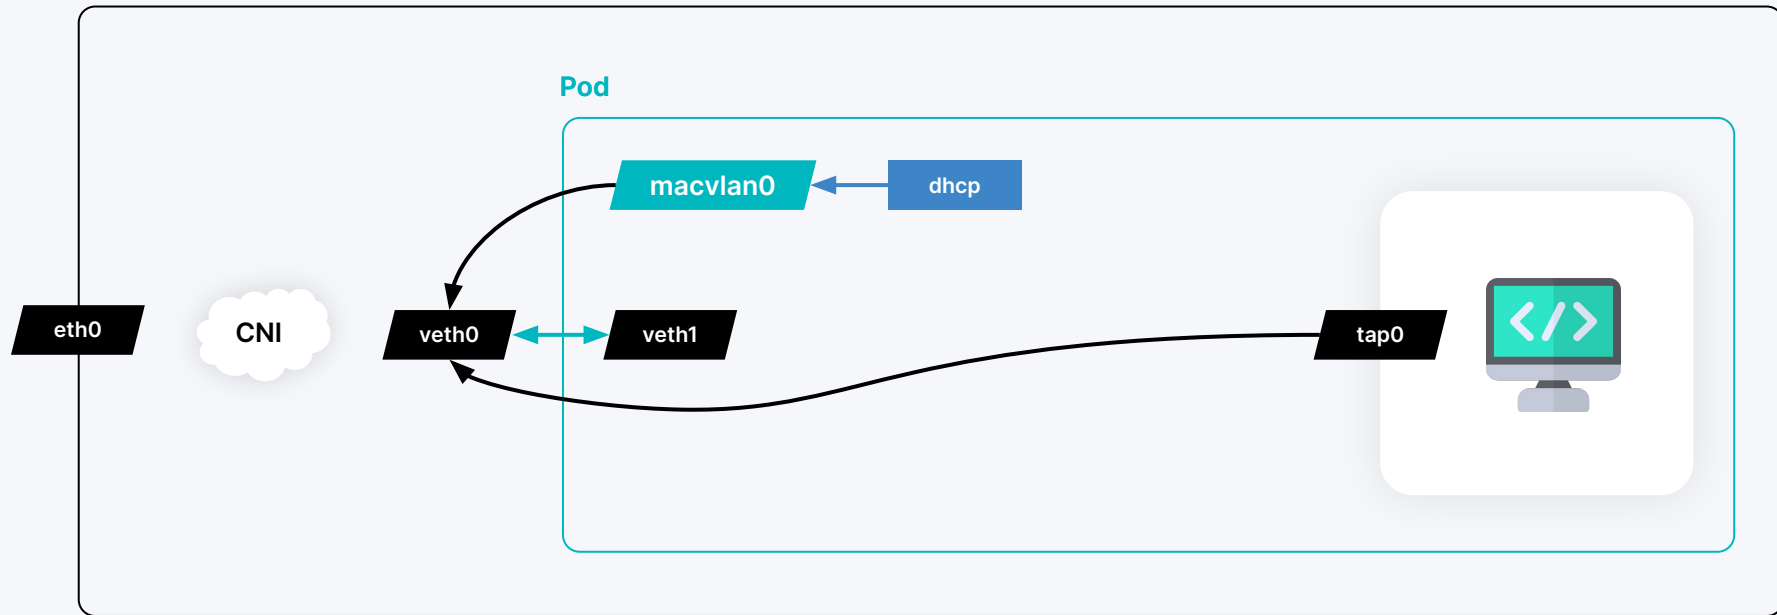 Pod
macvlan0
dhcp
eth0
CNI
veth0
veth1
tap0
</>